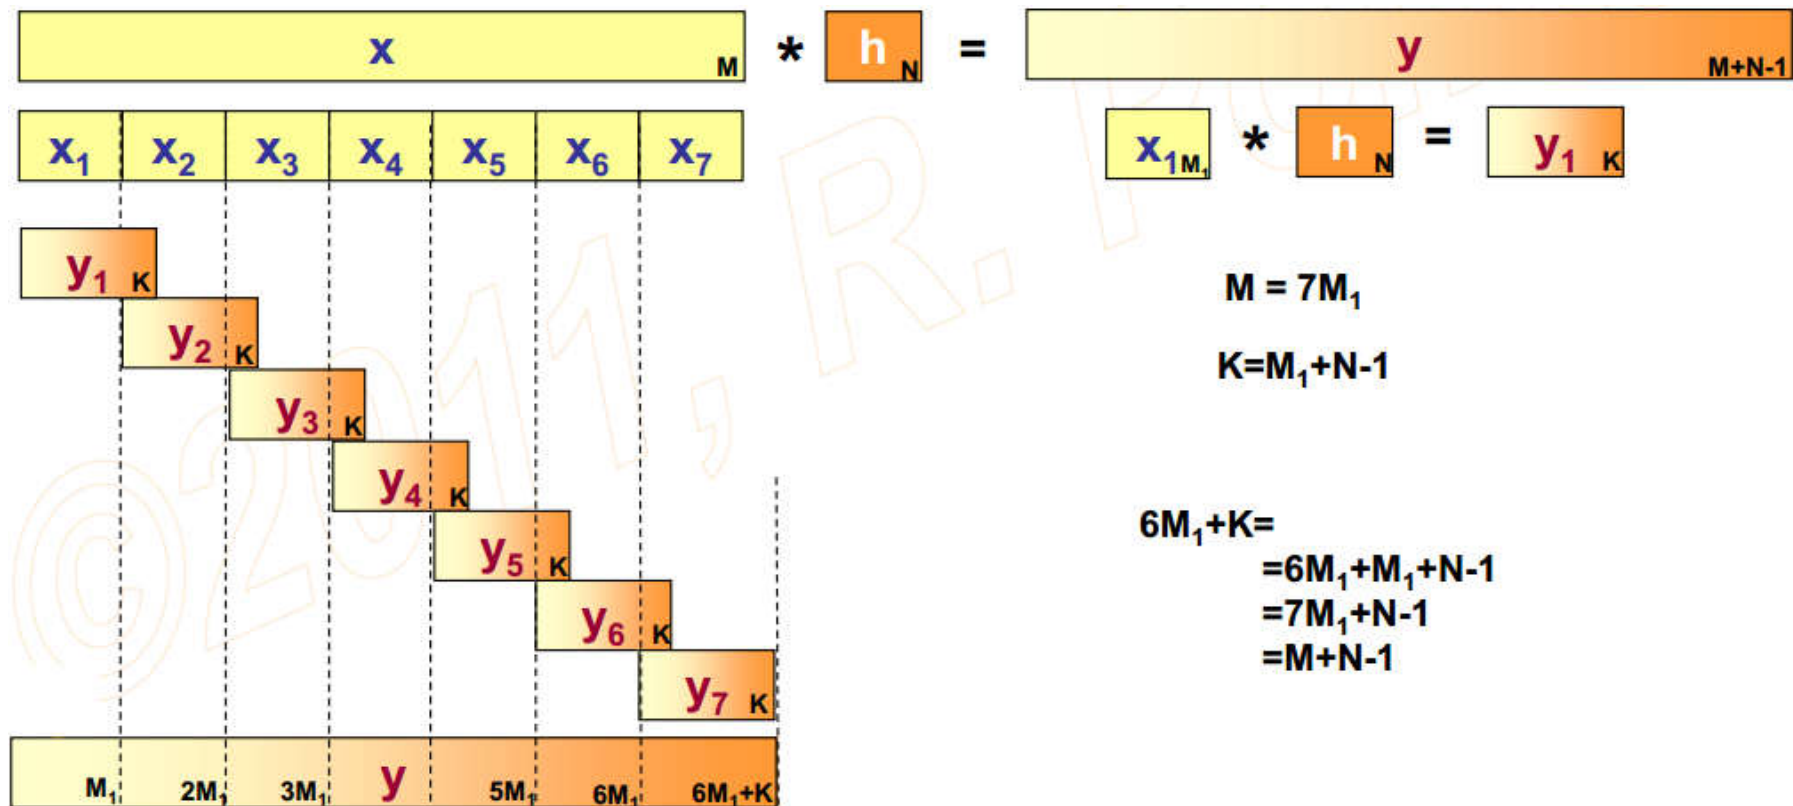 x M * h N = y M+N-1
x₁ x₂ x₃ x₄ x₅ x₆ x₇
x₁M₁ * h N = y₁ K
y₁ K
y₂ K
y₃ K
y₄ K
y₅ K
y₆ K
y₇ K
M₁ 2M₁ 3M₁ y 5M₁ 6M₁ 6M₁+K
M = 7M₁
K=M₁+N-1
6M₁+K=
=6M₁+M₁+N-1
=7M₁+N-1
=M+N-1
©2011, R.